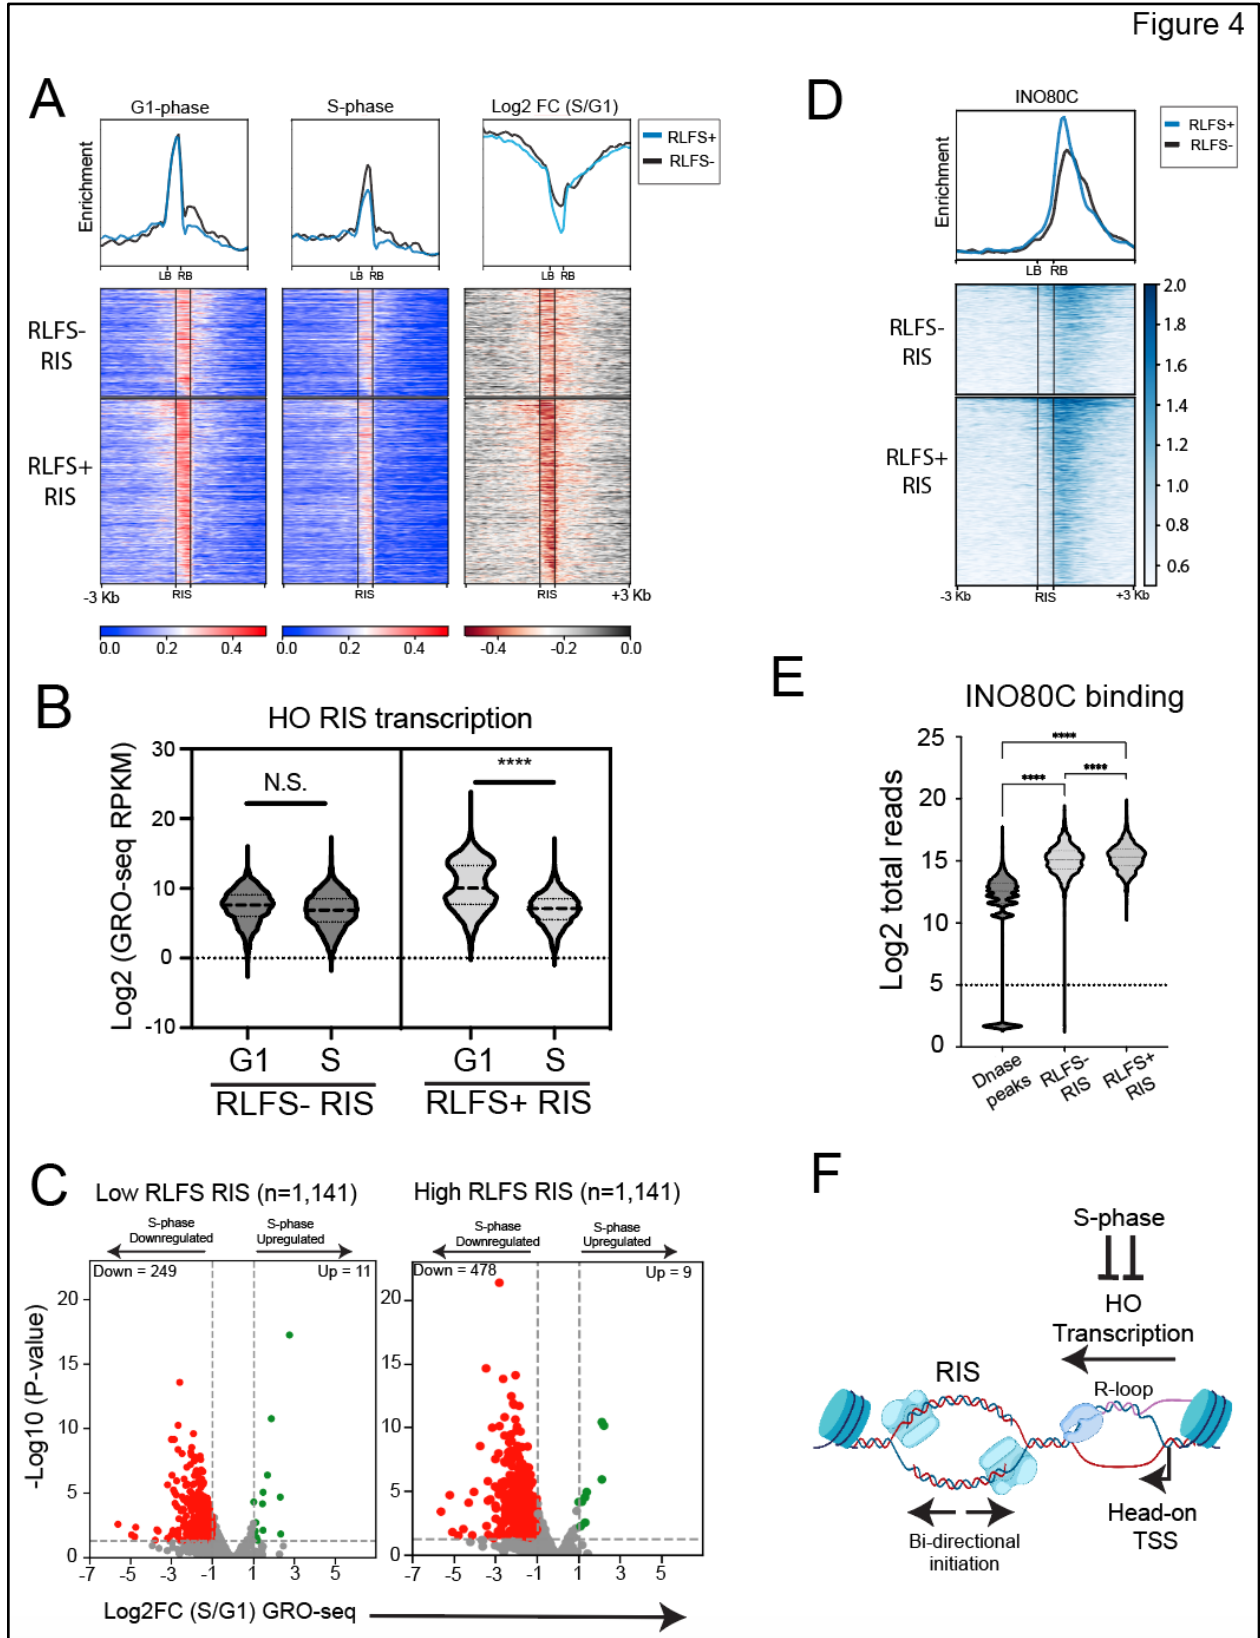 Figure 4
A
G1-phase
S-phase
Log2 FC (S/G1)
RLFS+
RLFS-
Enrichment
LB RB
LB RB
LB RB
RLFS-
RIS
RLFS+
RIS
-3 Kb
RIS
RIS
RIS
+3 Kb
0.0 0.2 0.4
0.0 0.2 0.4
-0.4 -0.2 0.0
D
INO80C
RLFS+
RLFS-
Enrichment
LB RB
RLFS-
RIS
RLFS+
RIS
2.0
1.8
1.6
1.4
1.2
1.0
0.8
0.6
-3 Kb
RIS
+3 Kb
B
HO RIS transcription
Log2 (GRO-seq RPKM)
30
20
10
0
-10
N.S.
****
G1 S G1 S
RLFS- RIS
RLFS+ RIS
E
INO80C binding
Log2 total reads
25
20
15
10
5
0
****
**** ****
Dnase
peaks
RLFS-
RIS
RLFS+
RIS
C
Low RLFS RIS (n=1,141)
S-phase
Downregulated
S-phase
Upregulated
Down = 249
Up = 11
-Log10 (P-value)
20
15
10
5
0
-7 -5 -3 -1 1 3 5
High RLFS RIS (n=1,141)
S-phase
Downregulated
S-phase
Upregulated
Down = 478
Up = 9
20
15
10
5
0
-7 -5 -3 -1 1 3 5
Log2FC (S/G1) GRO-seq
F
S-phase
HO
Transcription
RIS
R-loop
Bi-directional
initiation
Head-on
TSS